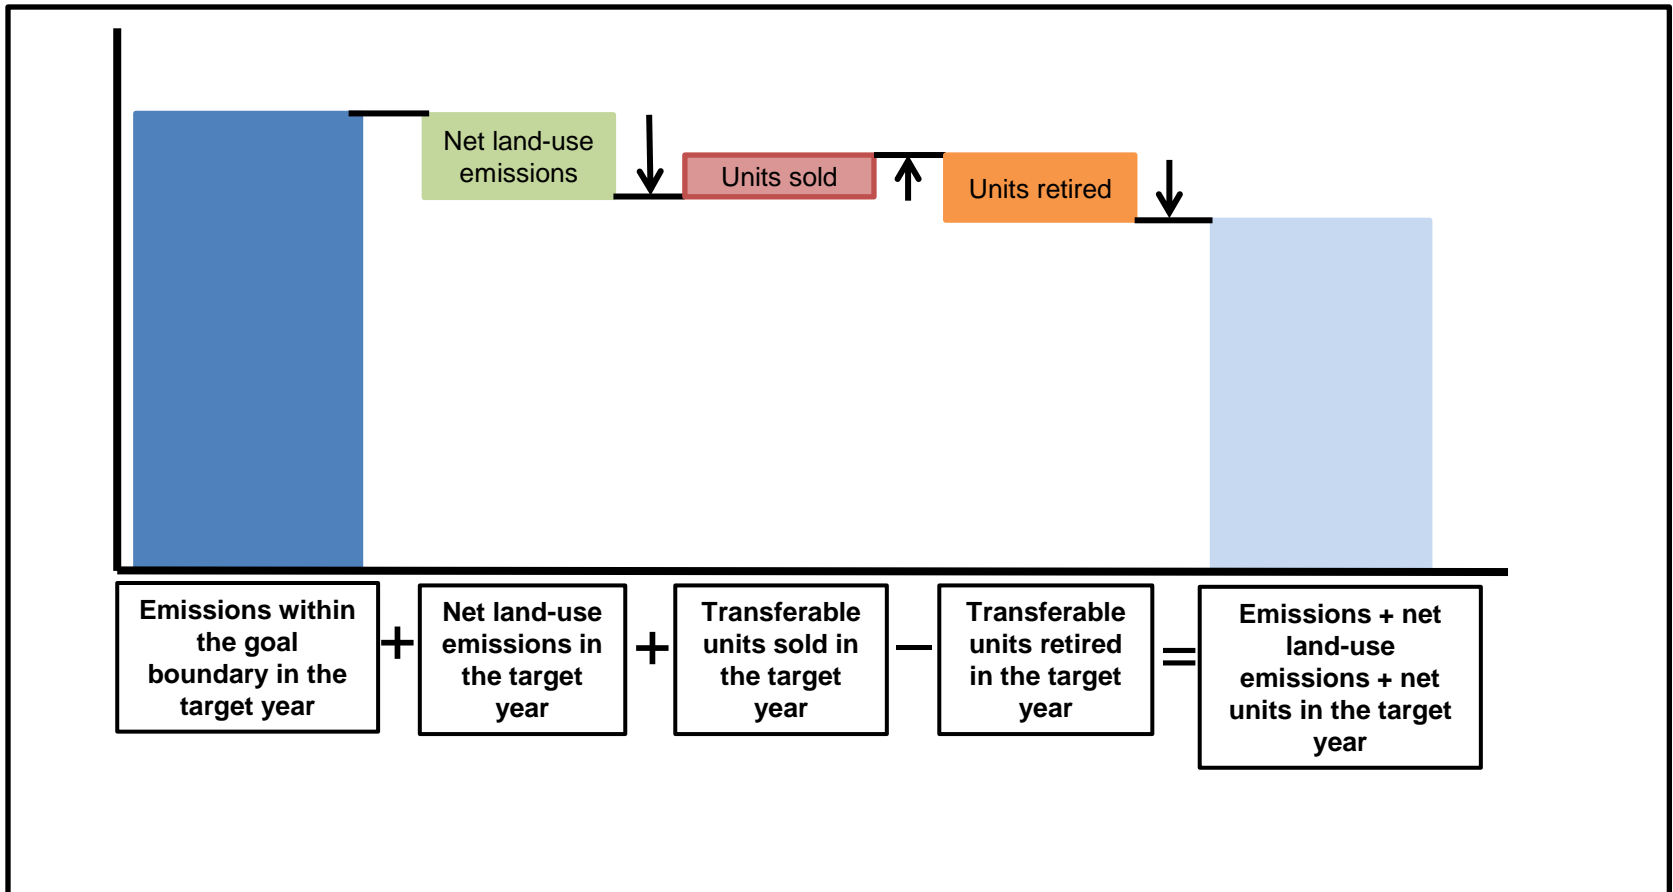 Net land-use
emissions
Units sold
Units retired
Emissions within
the goal
boundary in the
target year
+
Net land-use
emissions in
the target
year
+
Transferable
units sold in
the target
year
−
Transferable
units retired
in the target
year
=
Emissions + net
land-use
emissions + net
units in the target
year